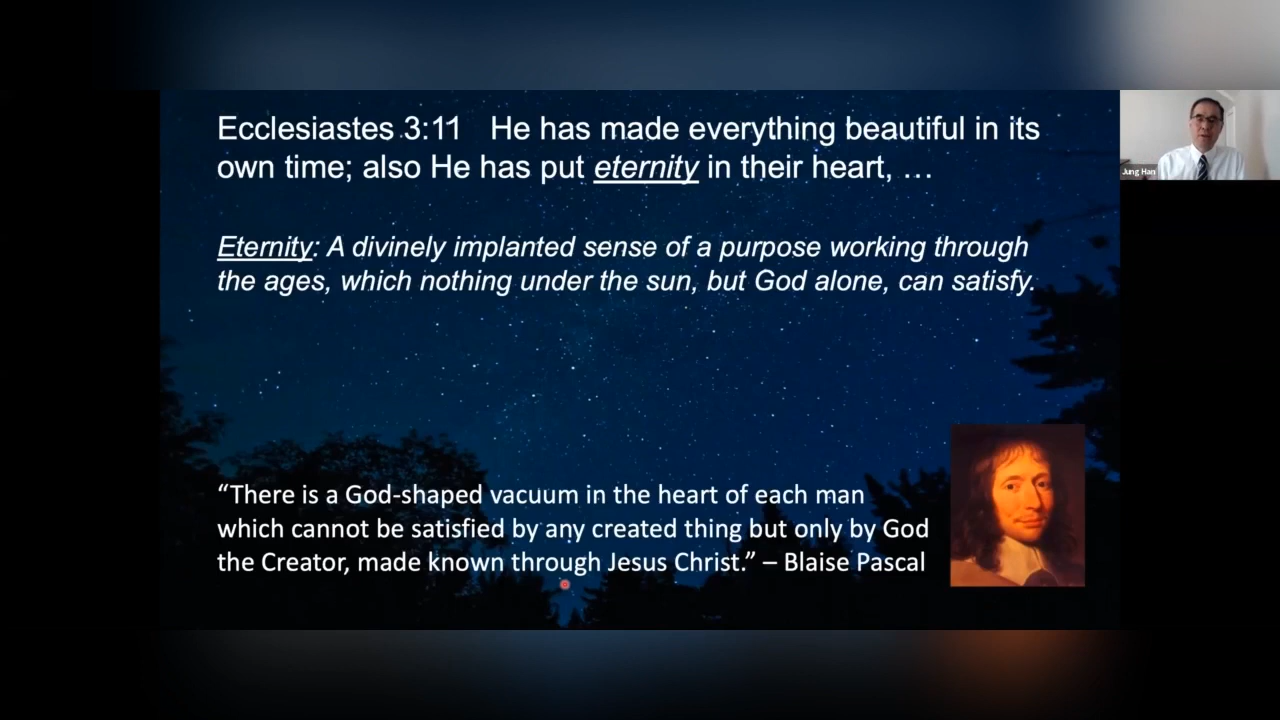 Ecclesiastes 3:11 He has made everything beautiful in its
own time; also He has put eternity in their heart, …
Eternity: A divinely implanted sense of a purpose working through
the ages, which nothing under the sun, but God alone, can satisfy.
“There is a God-shaped vacuum in the heart of each man
which cannot be satisfied by any created thing but only by God
the Creator, made known through Jesus Christ.” – Blaise Pascal
Jung Han